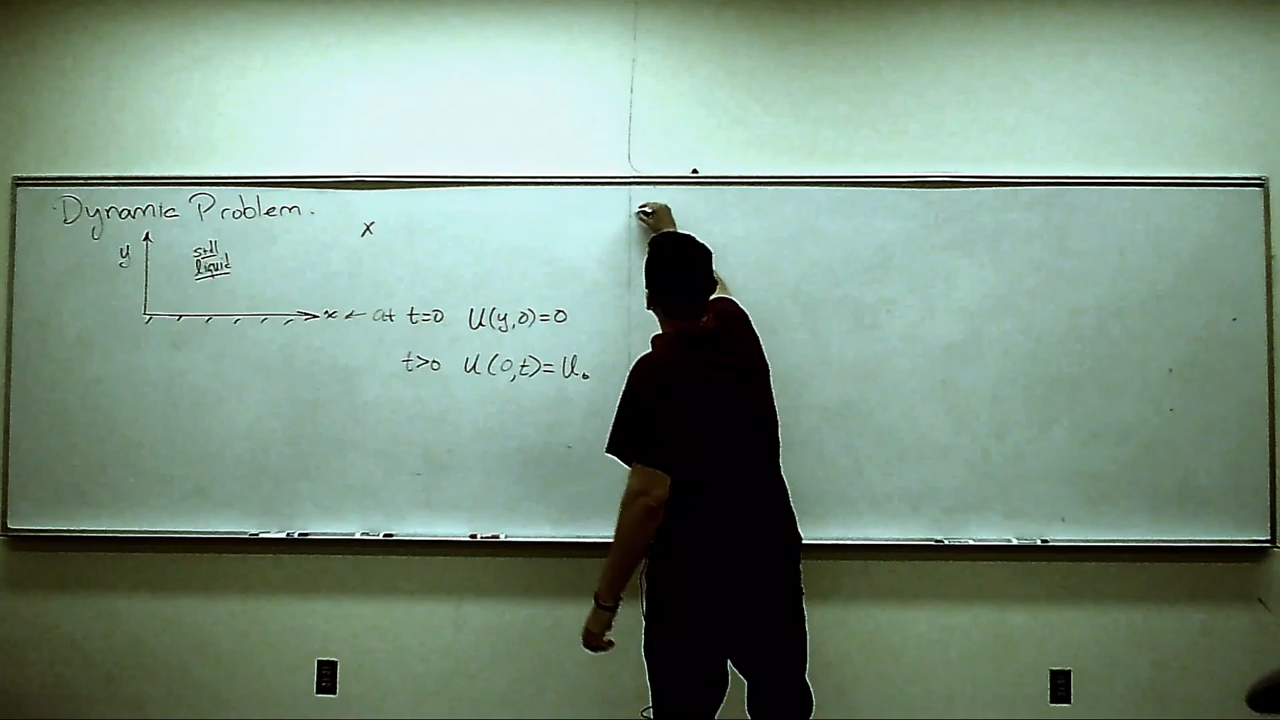 Dynamic Problem.
x
y
still
liquid
x ← at t=0 U(y,0)=0
t>0 U(0,t)=U₀